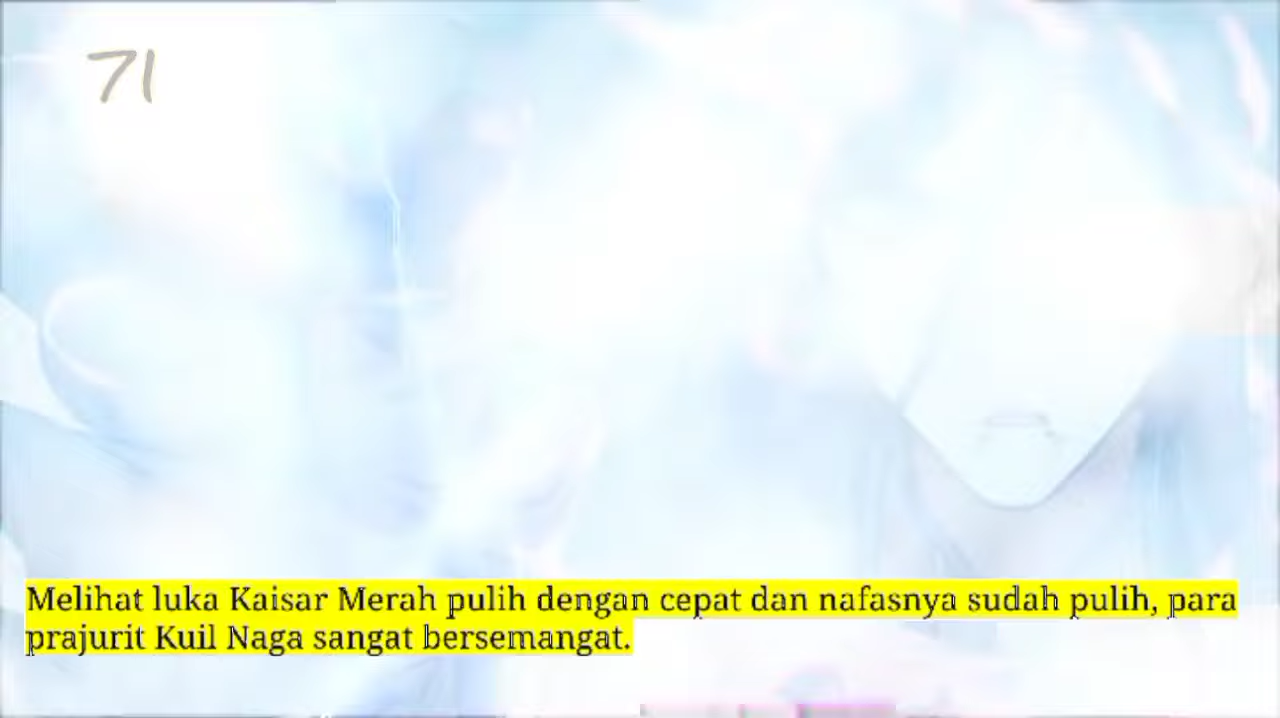 71
Melihat luka Kaisar Merah pulih dengan cepat dan nafasnya sudah pulih, para
prajurit Kuil Naga sangat bersemangat.